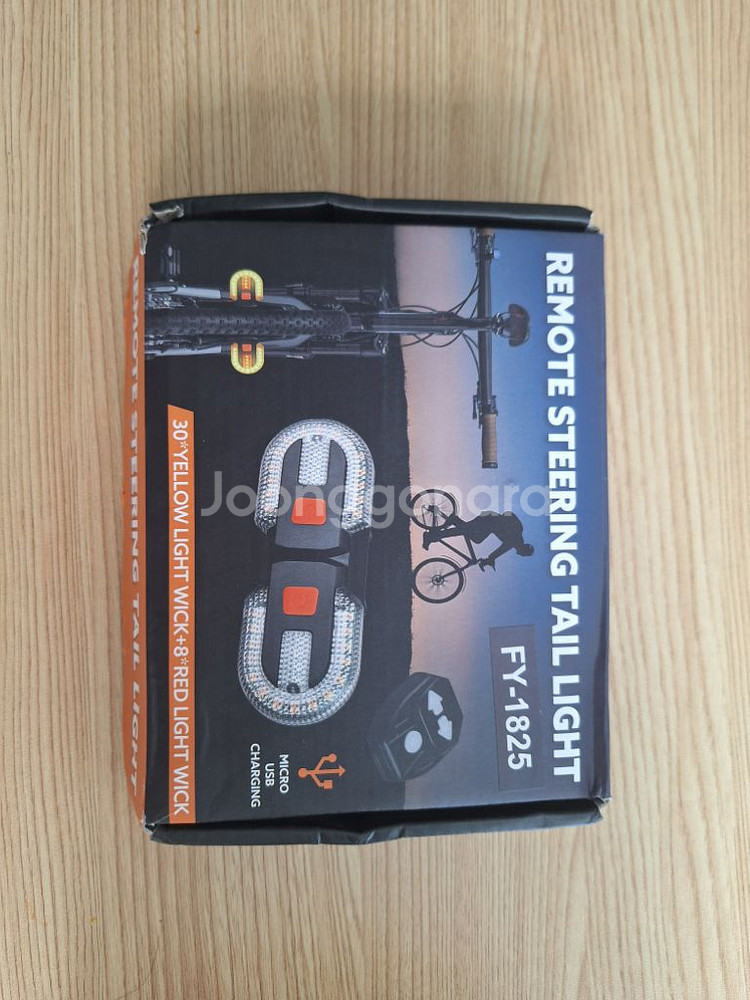 REMOTE STEERING TAIL LIGHT
FY-1825
MICRO
USB
CHARGING
30*YELLOW LIGHT WICK+8*RED LIGHT WICK
REMOTE STEERING TAIL LIGHT
Joonggonara